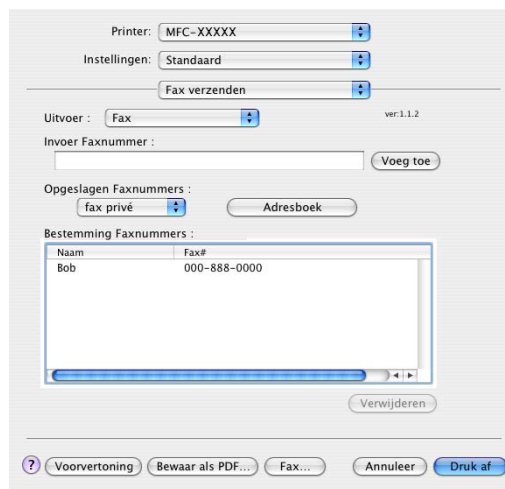 Printer: MFC-XXXXX
Instellingen: Standaard
Fax verzenden
Uitvoer : Fax
ver:1.1.2
Invoer Faxnummer :
Voeg toe
Opgeslagen Faxnummers :
fax privé Adresboek
Bestemming Faxnummers :
Naam Fax#
Bob 000-888-0000
Verwijderen
? Voorvertoning Bewaar als PDF... Fax... Annuleer Druk af